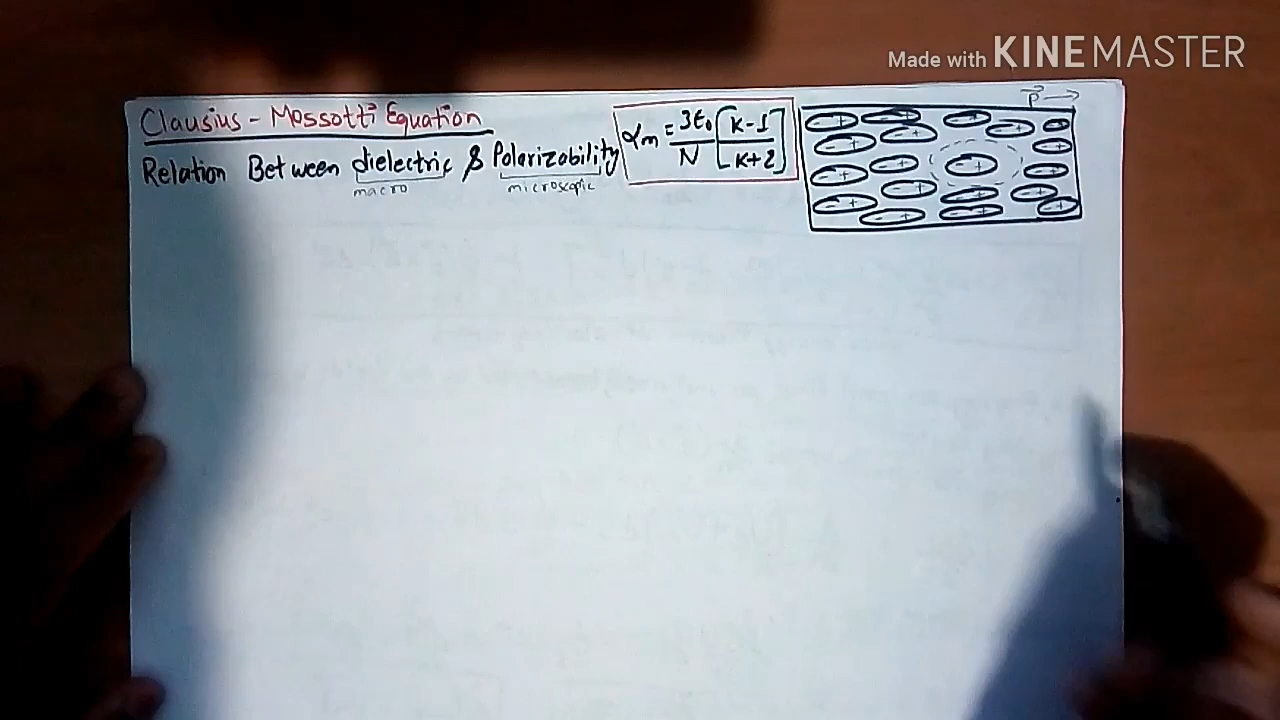 Made with KINEMASTER
Clausius - Mossotti Equation
Relation Between dielectric & Polarizability
macro microscopic
αm = 3ε₀/N [K-1/K+2]
P⃗ →